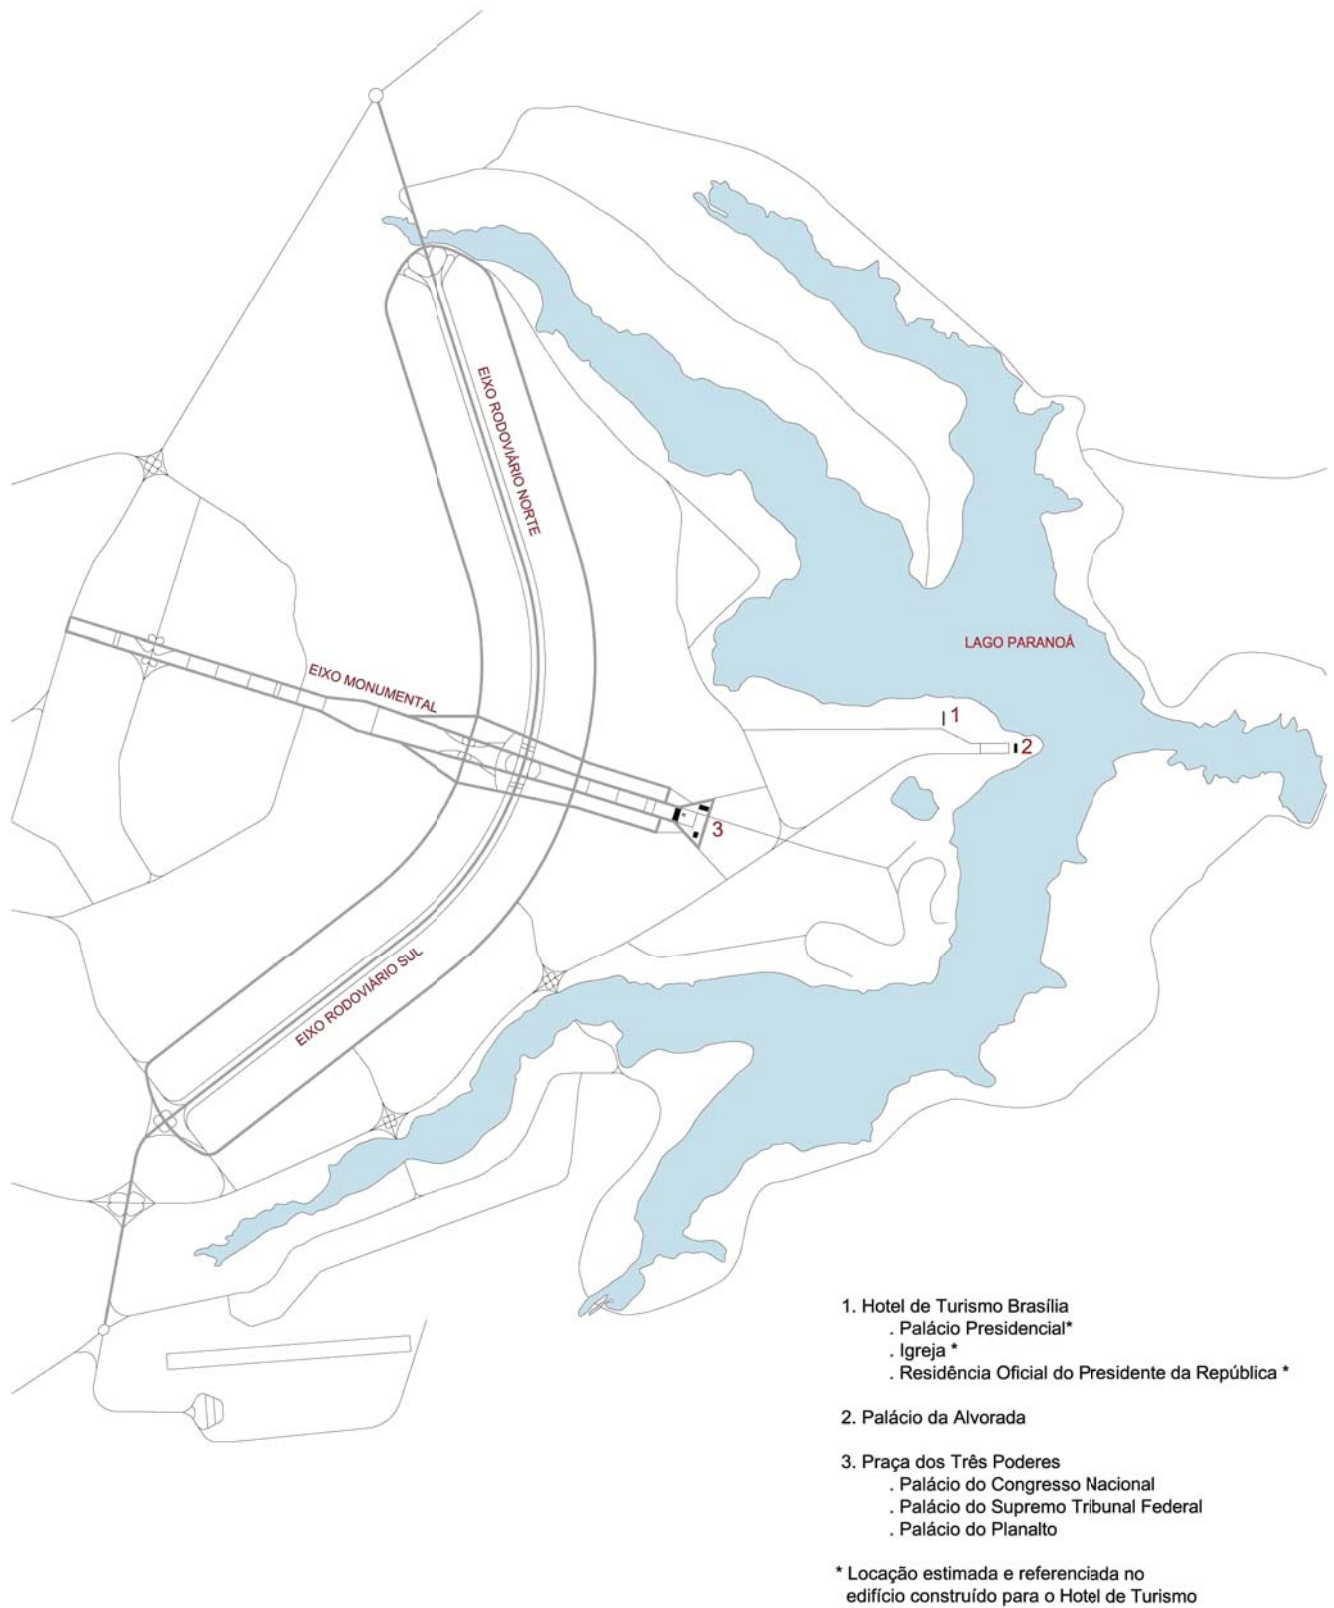 EIXO RODOVIÁRIO NORTE
LAGO PARANOÁ
EIXO MONUMENTAL
1
2
3
EIXO RODOVIÁRIO SUL
1. Hotel de Turismo Brasília
. Palácio Presidencial*
. Igreja *
. Residência Oficial do Presidente da República *
2. Palácio da Alvorada
3. Praça dos Três Poderes
. Palácio do Congresso Nacional
. Palácio do Supremo Tribunal Federal
. Palácio do Planalto
* Locação estimada e referenciada no
edifício construído para o Hotel de Turismo